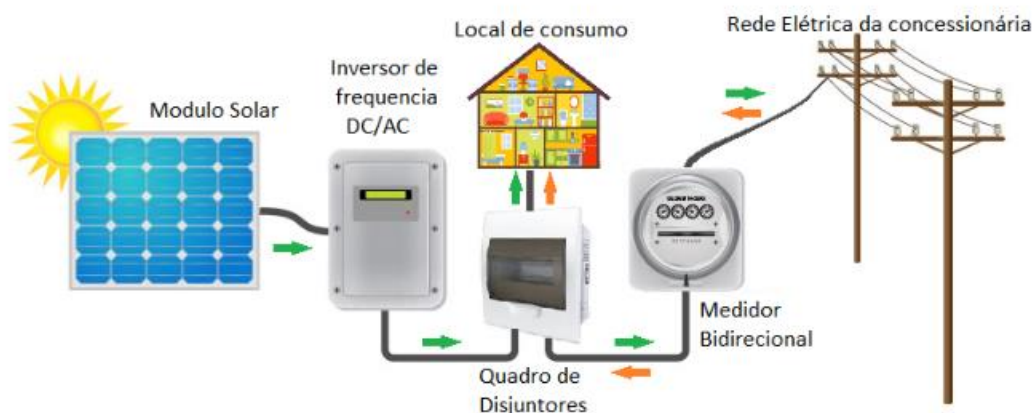 Rede Elétrica da concessionária
Local de consumo
Inversor de
frequencia
DC/AC
Modulo Solar
Medidor
Bidirecional
Quadro de
Disjuntores